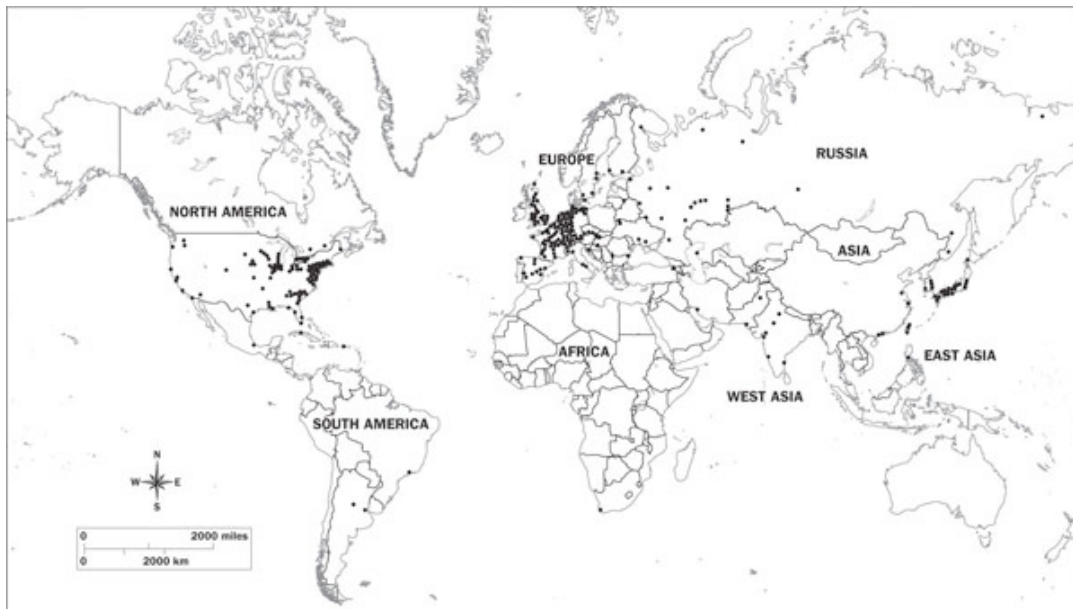 EUROPE
RUSSIA
NORTH AMERICA
ASIA
AFRICA
EAST ASIA
WEST ASIA
SOUTH AMERICA
N
W E
S
0 2000 miles
0 2000 km